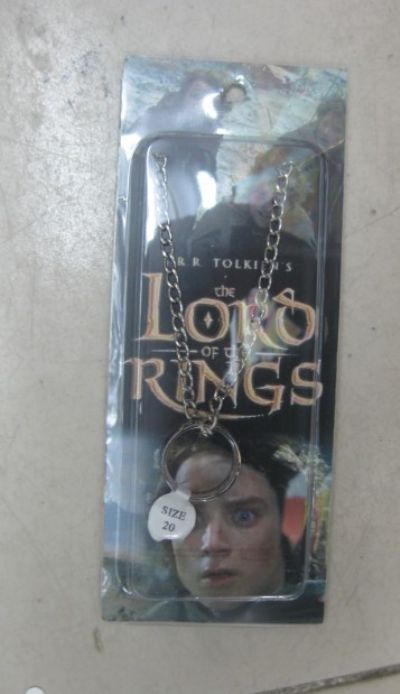 R.R. TOLKIEN'S
the
LORD
OF THE
RINGS
SIZE
20